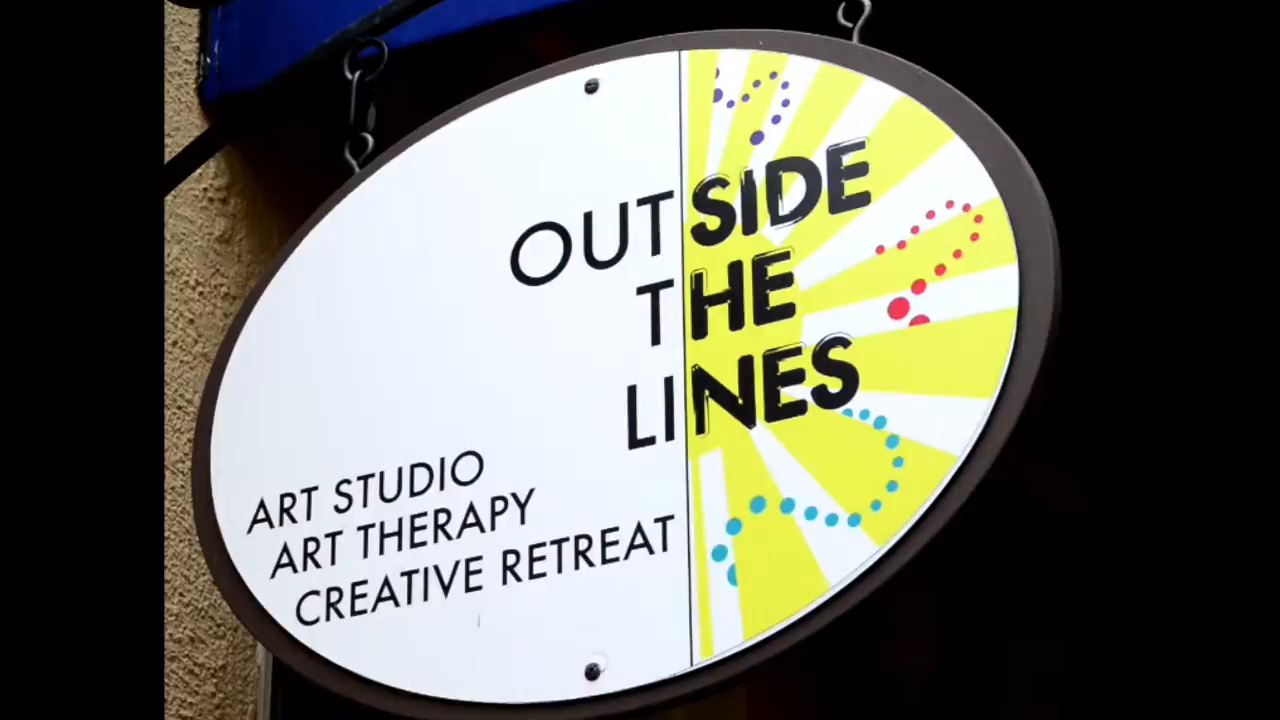 OUTSIDE
THE
LINES
ART STUDIO
ART THERAPY
CREATIVE RETREAT